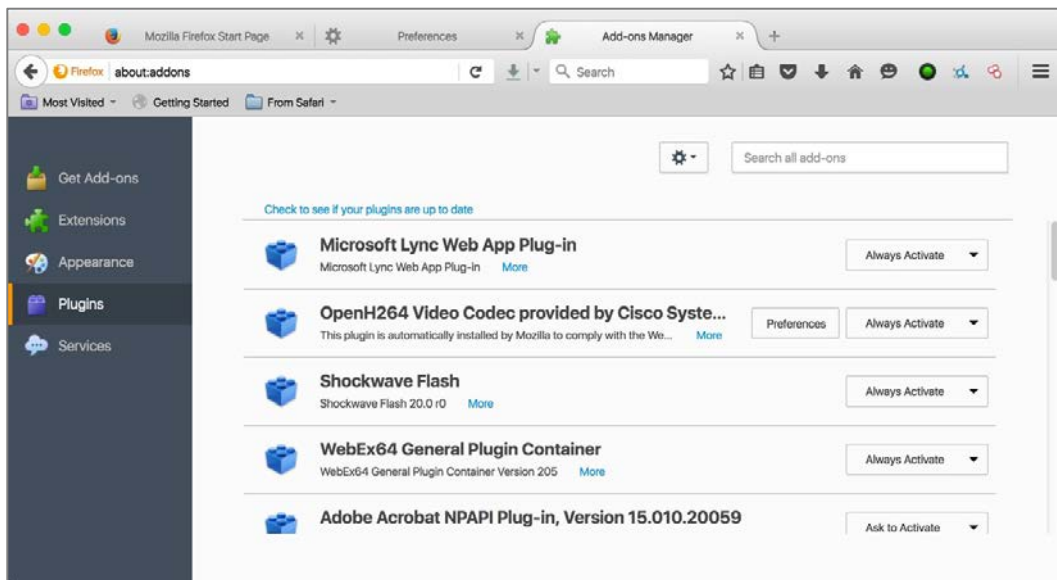 Mozilla Firefox Start Page
Preferences
Add-ons Manager
Firefox about:addons
Search
Most Visited
Getting Started
From Safari
Search all add-ons
Get Add-ons
Extensions
Appearance
Plugins
Services
Check to see if your plugins are up to date
Microsoft Lync Web App Plug-in
Microsoft Lync Web App Plug-in More
Always Activate
OpenH264 Video Codec provided by Cisco Syste...
This plugin is automatically installed by Mozilla to comply with the We... More
Preferences
Always Activate
Shockwave Flash
Shockwave Flash 20.0 r0 More
Always Activate
WebEx64 General Plugin Container
WebEx64 General Plugin Container Version 205 More
Always Activate
Adobe Acrobat NPAPI Plug-in, Version 15.010.20059
Ask to Activate